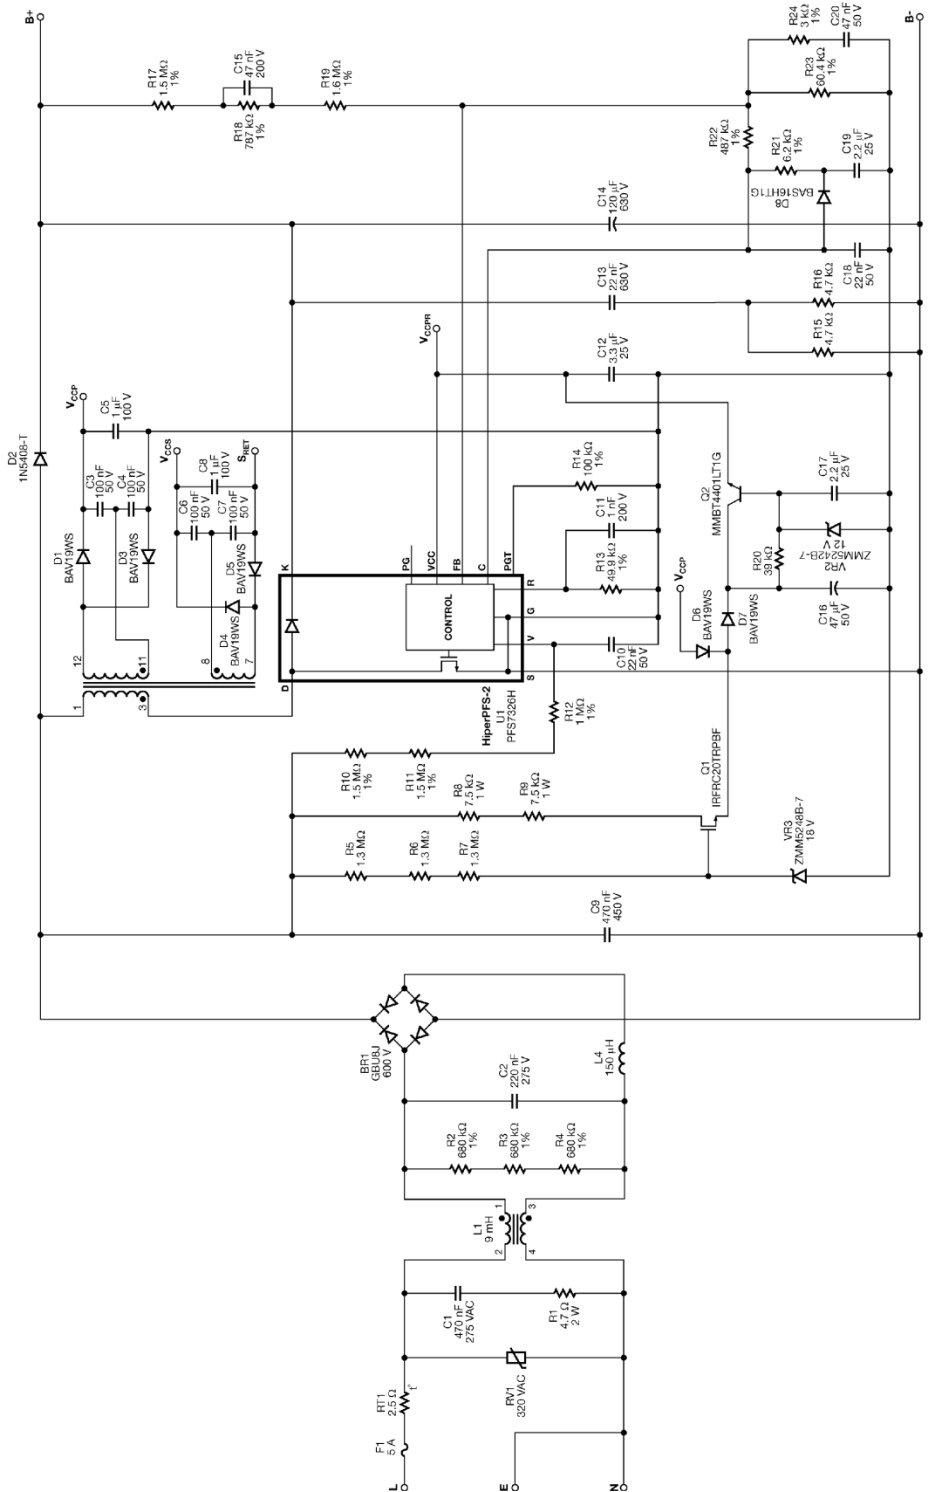 L
E
N
F1
5 A
RT1
2.5 Ω
t°
RV1
320 VAC
C1
470 nF
275 VAC
R1
4.7 Ω
2 W
L1
9 mH
2
1
4
3
R2
680 kΩ
1%
R3
680 kΩ
1%
R4
680 kΩ
1%
C2
220 nF
275 V
L4
150 µH
BR1
GBU8J
600 V
C9
470 nF
450 V
R5
1.3 MΩ
R6
1.3 MΩ
R7
1.3 MΩ
VR3
ZMM5248B-7
18 V
R8
7.5 kΩ
1 W
R9
7.5 kΩ
1 W
Q1
IRFRC20TRPBF
R10
1.5 MΩ
1%
R11
1.5 MΩ
1%
R12
1 MΩ
1%
1
3
12
11
8
7
D1
BAV19WS
D3
BAV19WS
D4
BAV19WS
D5
BAV19WS
C3
100 nF
50 V
C4
100 nF
50 V
C5
1 µF
100 V
C6
100 nF
50 V
C7
100 nF
50 V
C8
1 µF
100 V
VCCP
VCCS
SRET
D2
1N5408-T
HiperPFS-2
U1
PFS7326H
CONTROL
D
K
S
V
G
R
PG
VCC
FB
C
PGT
C10
22 nF
50 V
R13
49.9 kΩ
1%
C11
1 nF
200 V
R14
100 kΩ
1%
VCCP
D6
BAV19WS
D7
BAV19WS
C16
47 µF
50 V
R20
39 kΩ
VR2
ZMM5242B-7
12 V
C17
2.2 µF
25 V
Q2
MMBT4401LT1G
VCCPR
C12
3.3 µF
25 V
C13
22 nF
630 V
R15
4.7 kΩ
R16
4.7 kΩ
C14
120 µF
630 V
C18
22 nF
50 V
D8
BAS16HT1G
R21
6.2 kΩ
1%
C19
2.2 µF
25 V
R22
487 kΩ
1%
R17
1.5 MΩ
1%
C15
47 nF
200 V
R18
787 kΩ
1%
R19
1.6 MΩ
1%
R23
60.4 kΩ
1%
R24
3 kΩ
1%
C20
47 nF
50 V
B+
B-